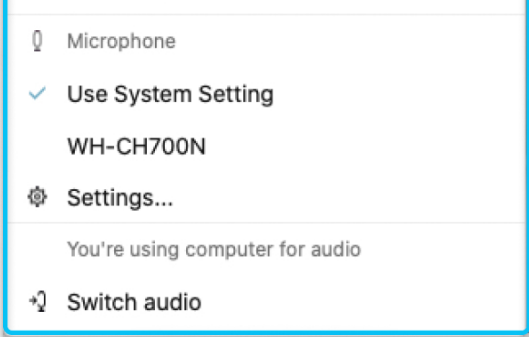 Microphone
Use System Setting
WH-CH700N
Settings...
You're using computer for audio
Switch audio